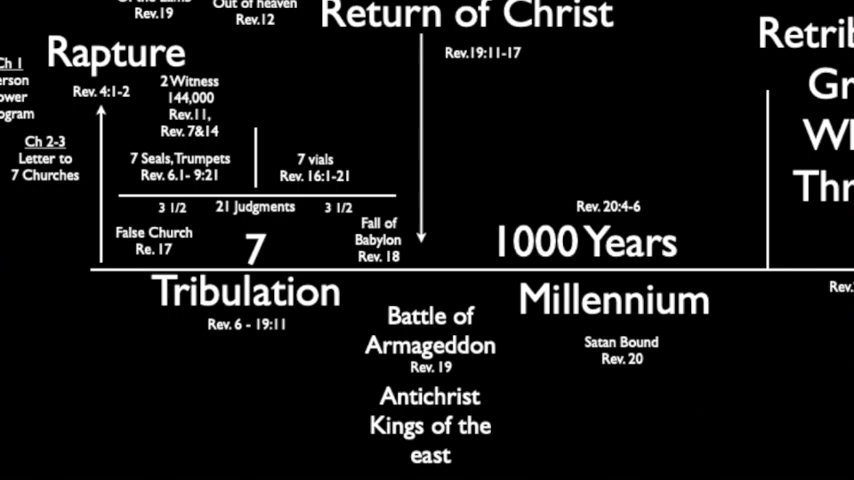 Rev.19
Out of heaven
Rev.12
Return of Christ
Rev.19:11-17
Rapture
Rev. 4:1-2
Ch 1
Ch 2-3
Letter to
7 Churches
2 Witness
144,000
Rev.11,
Rev. 7&14
7 Seals, Trumpets
Rev. 6.1- 9:21
7 vials
Rev. 16:1-21
3 1/2
21 Judgments
3 1/2
False Church
Re. 17
7
Fall of
Babylon
Rev. 18
Tribulation
Rev. 6 - 19:11
Battle of
Armageddon
Rev. 19
Antichrist
Kings of the
east
Rev. 20:4-6
1000 Years
Millennium
Satan Bound
Rev. 20
Rev.